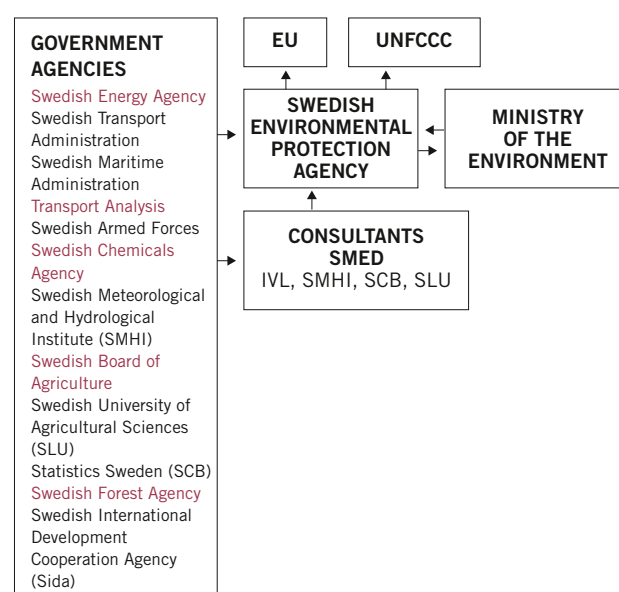 GOVERNMENT
AGENCIES
Swedish Energy Agency
Swedish Transport
Administration
Swedish Maritime
Administration
Transport Analysis
Swedish Armed Forces
Swedish Chemicals
Agency
Swedish Meteorological
and Hydrological
Institute (SMHI)
Swedish Board of
Agriculture
Swedish University of
Agricultural Sciences
(SLU)
Statistics Sweden (SCB)
Swedish Forest Agency
Swedish International
Development
Cooperation Agency
(Sida)
EU
UNFCCC
SWEDISH
ENVIRONMENTAL
PROTECTION
AGENCY
MINISTRY
OF THE
ENVIRONMENT
CONSULTANTS
SMED
IVL, SMHI, SCB, SLU